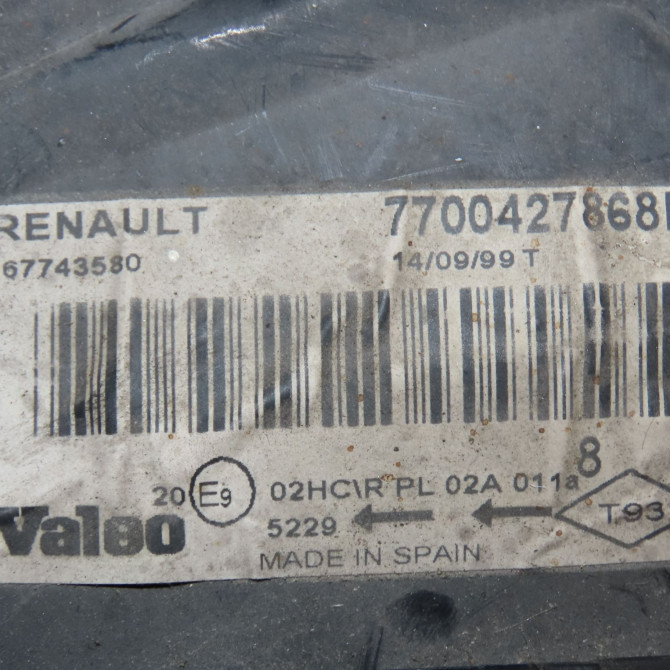 RENAULT 7700427868
67743580 14/09/99 T
8
20 E9 02HC\R PL 02A 011a
Valeo 5229 T93
MADE IN SPAIN